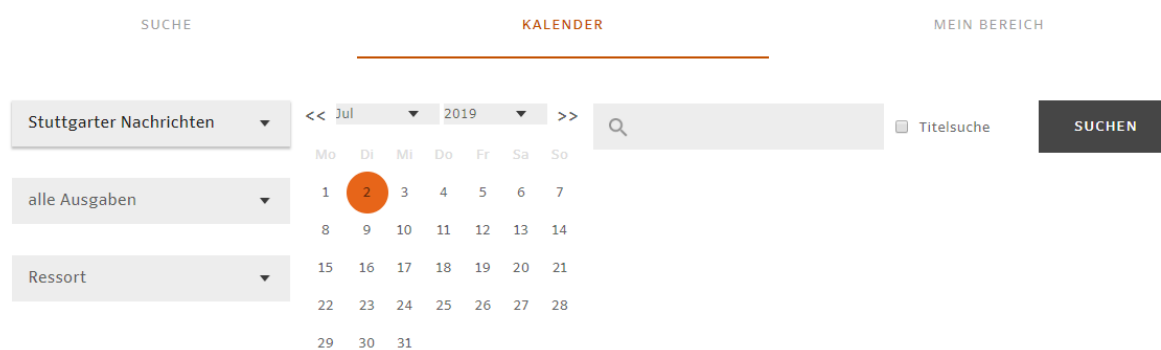 SUCHE KALENDER MEIN BEREICH
Stuttgarter Nachrichten << Jul 2019 >> Titelsuche SUCHEN
Mo Di Mi Do Fr Sa So
alle Ausgaben 1 2 3 4 5 6 7
8 9 10 11 12 13 14
Ressort 15 16 17 18 19 20 21
22 23 24 25 26 27 28
29 30 31